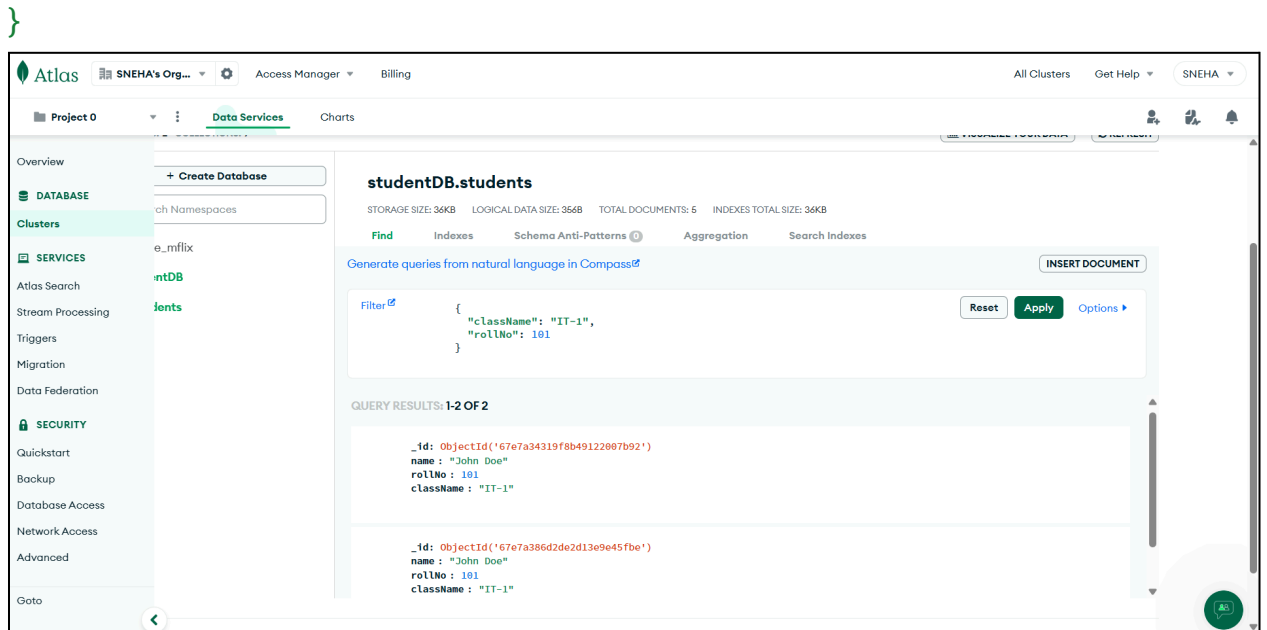 }
Atlas SNEHA's Org... Access Manager Billing All Clusters Get Help SNEHA
Project 0 Data Services Charts
VISUALIZE YOUR DATA REFRESH
Overview
DATABASE
Clusters
SERVICES
Atlas Search
Stream Processing
Triggers
Migration
Data Federation
SECURITY
Quickstart
Backup
Database Access
Network Access
Advanced
Goto
+ Create Database
ch Namespaces
e_mflix
ntDB
dents
studentDB.students
STORAGE SIZE: 36KB LOGICAL DATA SIZE: 356B TOTAL DOCUMENTS: 5 INDEXES TOTAL SIZE: 36KB
Find Indexes Schema Anti-Patterns 0 Aggregation Search Indexes
Generate queries from natural language in Compass
INSERT DOCUMENT
Filter
{
"className": "IT-1",
"rollNo": 101
}
Reset Apply Options
QUERY RESULTS: 1-2 OF 2
_id: ObjectId('67e7a34319f8b49122007b92')
name : "John Doe"
rollNo : 101
className : "IT-1"
_id: ObjectId('67e7a386d2de2d13e9e45fbe')
name : "John Doe"
rollNo : 101
className : "IT-1"